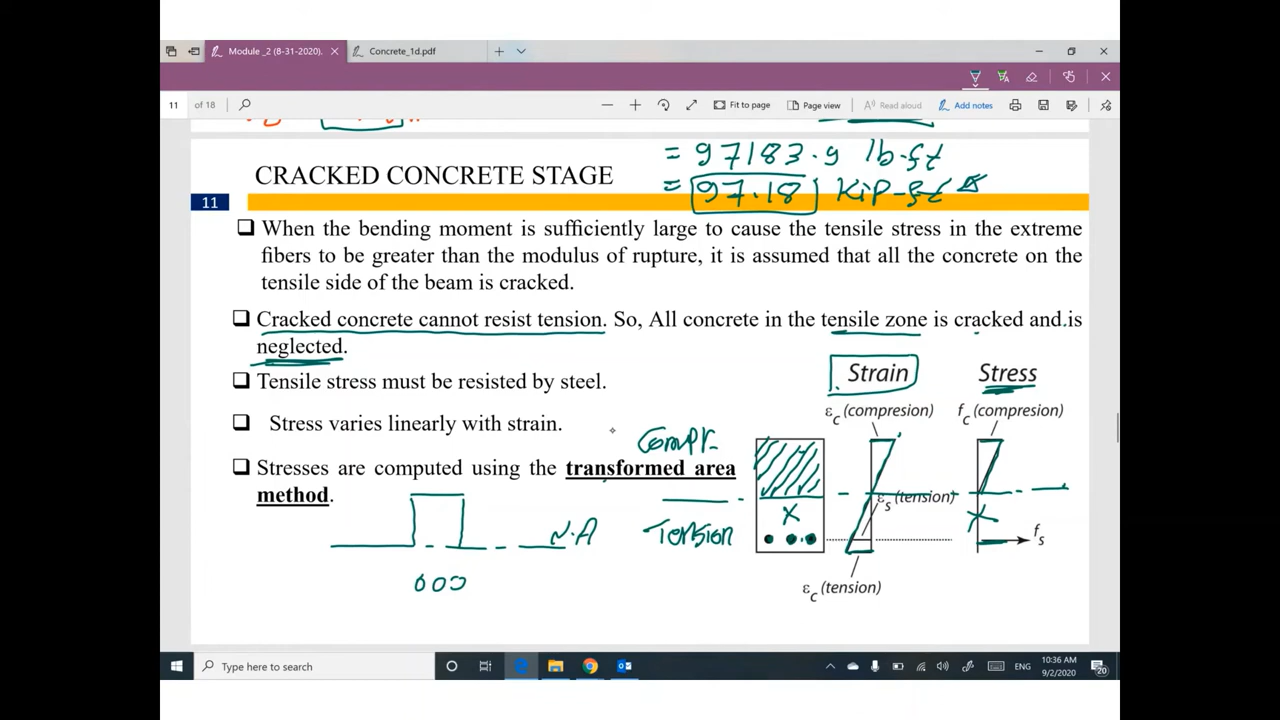 Module _2 (8-31-2020).
Concrete_1d.pdf
11 of 18
Fit to page
Page view
Read aloud
Add notes
= 97183.9 lb-ft
= 97.18 Kip-ft
CRACKED CONCRETE STAGE
11
When the bending moment is sufficiently large to cause the tensile stress in the extreme
fibers to be greater than the modulus of rupture, it is assumed that all the concrete on the
tensile side of the beam is cracked.
Cracked concrete cannot resist tension. So, All concrete in the tensile zone is cracked and is
neglected.
Tensile stress must be resisted by steel.
Stress varies linearly with strain.
Stresses are computed using the transformed area
method.
Strain
Stress
εc (compresion)
fc (compresion)
Compr.
εs (tension)
Tension
N.A
fs
εc (tension)
Type here to search
ENG
10:36 AM
9/2/2020
20